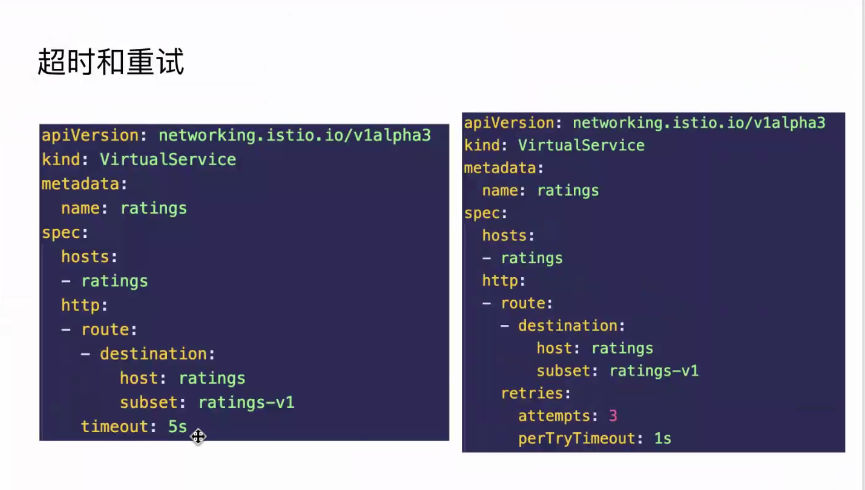 超时和重试
apiVersion: networking.istio.io/v1alpha3
kind: VirtualService
metadata:
  name: ratings
spec:
  hosts:
  - ratings
  http:
  - route:
    - destination:
        host: ratings
        subset: ratings-v1
    timeout: 5s
apiVersion: networking.istio.io/v1alpha3
kind: VirtualService
metadata:
  name: ratings
spec:
  hosts:
  - ratings
  http:
  - route:
    - destination:
        host: ratings
        subset: ratings-v1
    retries:
      attempts: 3
      perTryTimeout: 1s